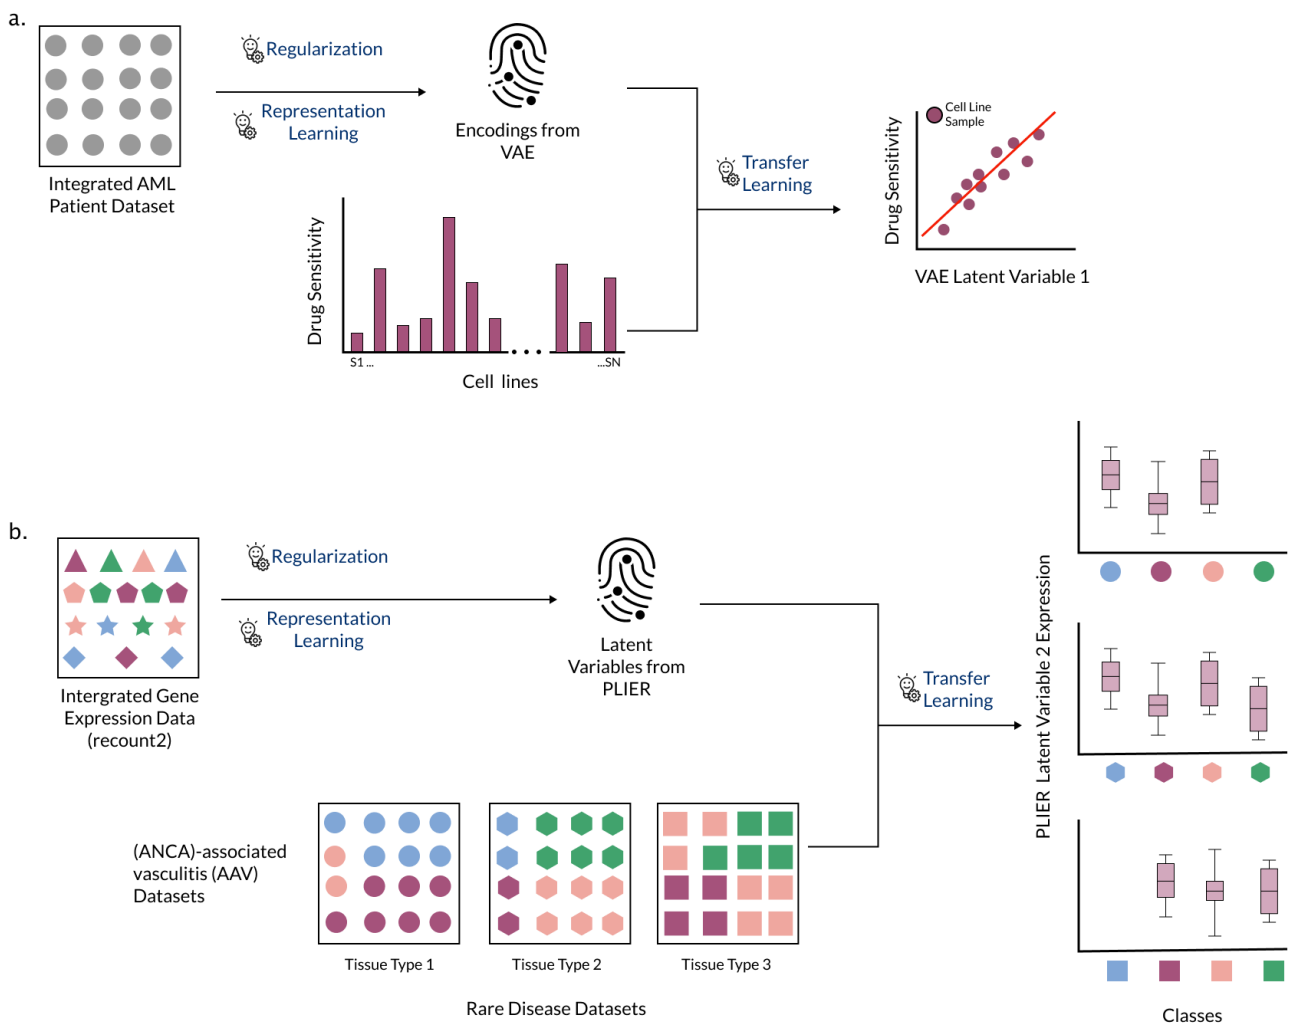 a.
Integrated AML
Patient Dataset
Regularization
Representation
Learning
Encodings from
VAE
Drug Sensitivity
S1 ...
...SN
Cell lines
Transfer
Learning
Cell Line
Sample
Drug Sensitivity
VAE Latent Variable 1
b.
Intergrated Gene
Expression Data
(recount2)
Regularization
Representation
Learning
Latent
Variables from
PLIER
(ANCA)-associated
vasculitis (AAV)
Datasets
Tissue Type 1
Tissue Type 2
Tissue Type 3
Rare Disease Datasets
Transfer
Learning
PLIER Latent Variable 2 Expression
Classes